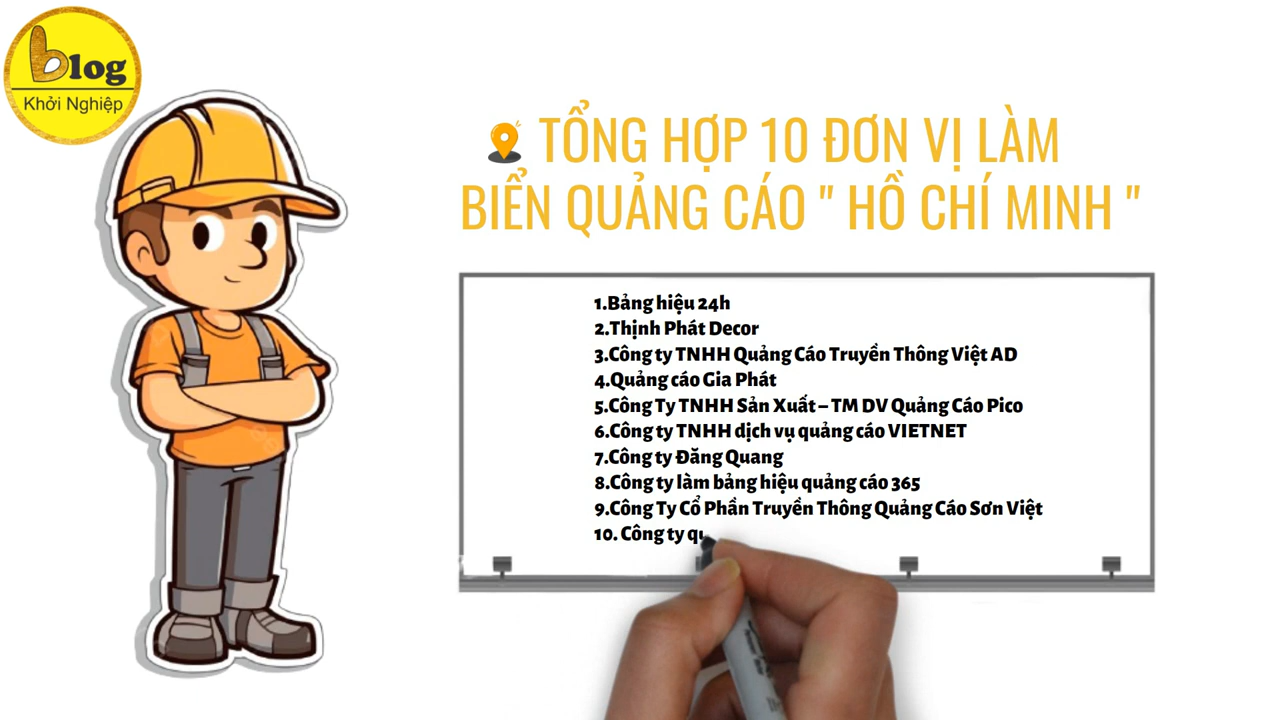 blog
Khởi Nghiệp
TỔNG HỢP 10 ĐƠN VỊ LÀM
BIỂN QUẢNG CÁO " HỒ CHÍ MINH "
1.Bảng hiệu 24h
2.Thịnh Phát Decor
3.Công ty TNHH Quảng Cáo Truyền Thông Việt AD
4.Quảng cáo Gia Phát
5.Công Ty TNHH Sản Xuất – TM DV Quảng Cáo Pico
6.Công ty TNHH dịch vụ quảng cáo VIETNET
7.Công ty Đăng Quang
8.Công ty làm bảng hiệu quảng cáo 365
9.Công Ty Cổ Phần Truyền Thông Quảng Cáo Sơn Việt
10. Công ty